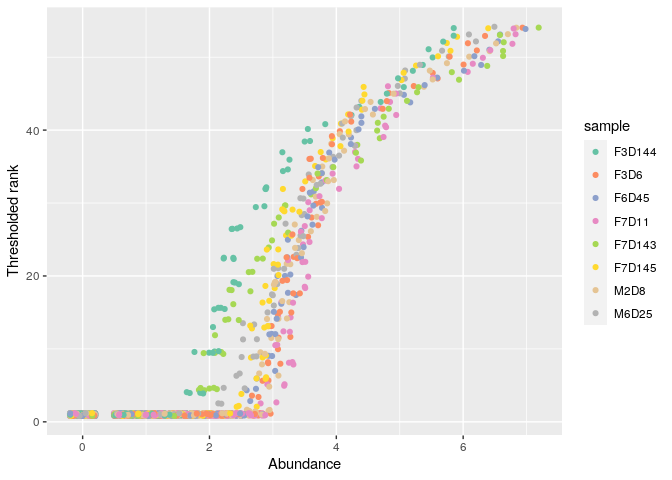 Thresholded rank
40
20
0
0 2 4 6
Abundance
sample
F3D144
F3D6
F6D45
F7D11
F7D143
F7D145
M2D8
M6D25